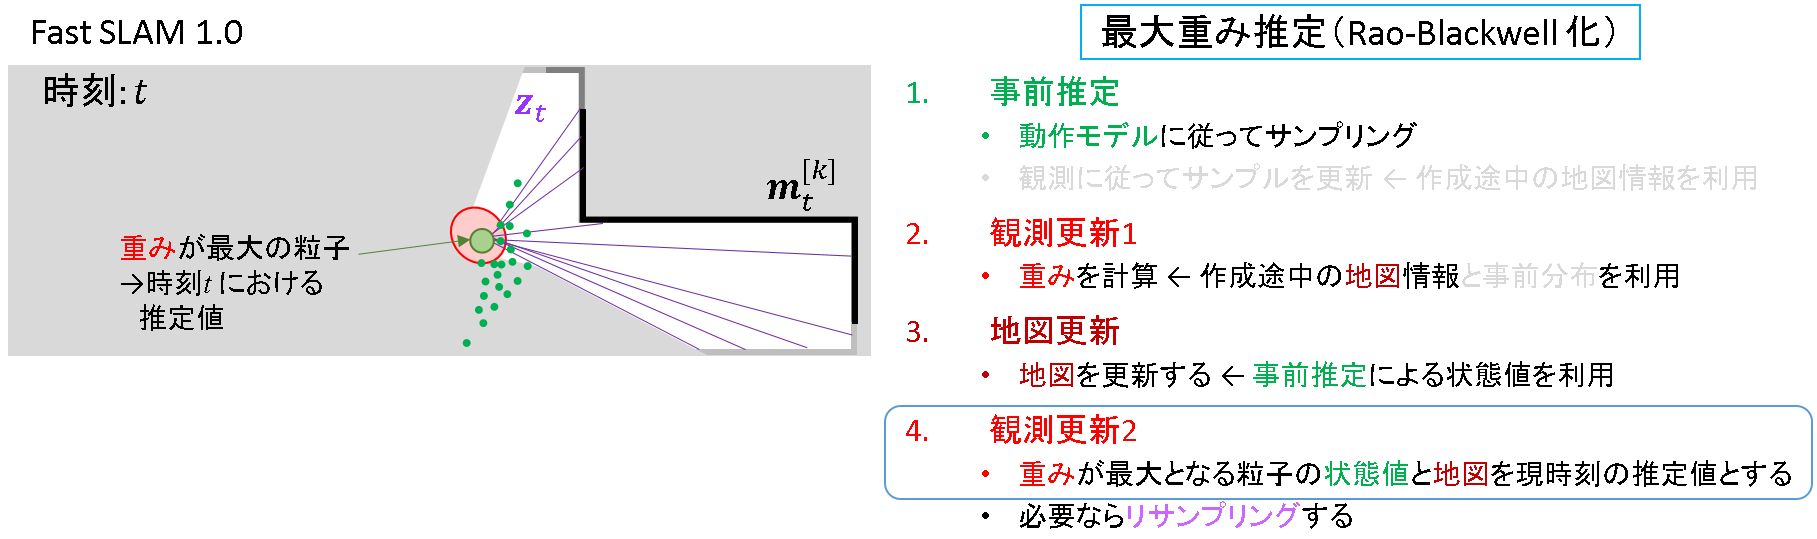 Fast SLAM 1.0
時刻: t
z_t
m_t^[k]
重みが最大の粒子
→時刻tにおける
推定値
最大重み推定（Rao-Blackwell 化）
1. 事前推定
• 動作モデルに従ってサンプリング
• 観測に従ってサンプルを更新 ← 作成途中の地図情報を利用
2. 観測更新1
• 重みを計算 ← 作成途中の地図情報と事前分布を利用
3. 地図更新
• 地図を更新する ← 事前推定による状態値を利用
4. 観測更新2
• 重みが最大となる粒子の状態値と地図を現時刻の推定値とする
• 必要ならリサンプリングする